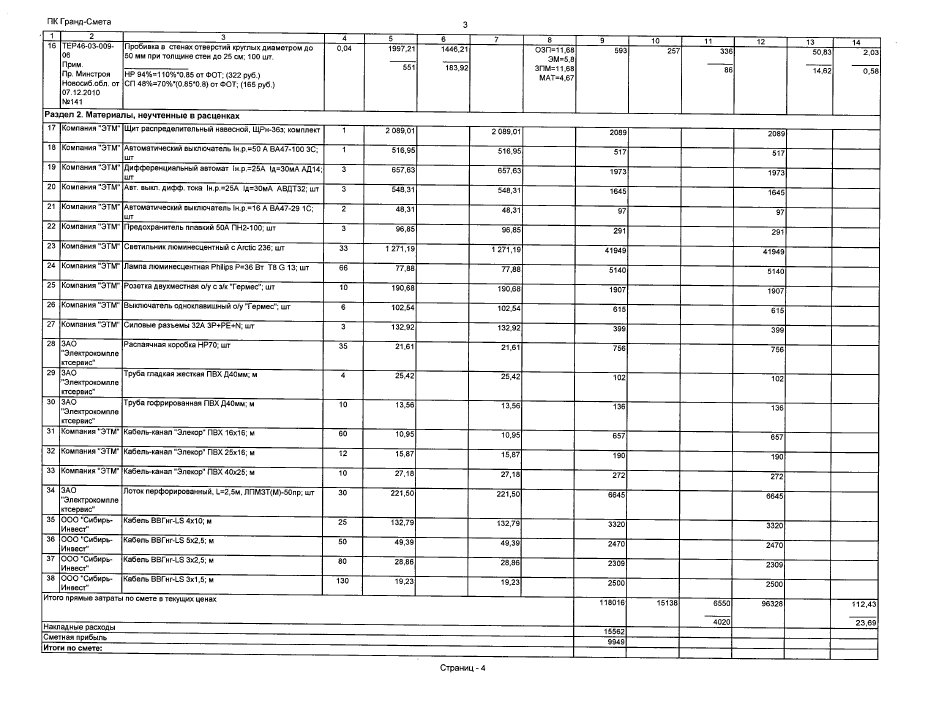 ПК Гранд-Смета
3
1 2 3 4 5 6 7 8 9 10 11 12 13 14
16 ТЕР46-03-009-06 Прим. Пр. Минстроя Новосиб.обл. от 07.12.2010 №141 Пробивка в стенах отверстий круглых диаметром до 50 мм при толщине стен до 25 см; 100 шт. 0,04 1997,21 1446,21 ОЗП=11,68 593 257 336 50,83 2,03
551 183,92 ЭМ=5,8 ЗПМ=11,68 МАТ=4,67 86 14,62 0,58
НР 94%=110%*0.85 от ФОТ; (322 руб.)
СП 48%=70%*(0.85*0.8) от ФОТ; (165 руб.)
Раздел 2. Материалы, неучтенные в расценках
17 Компания "ЭТМ" Щит распределительный навесной, ЩРн-36з; комплект 1 2 089,01 2 089,01 2089 2089
18 Компания "ЭТМ" Автоматический выключатель Iн.р.=50 А ВА47-100 3С; шт 1 516,95 516,95 517 517
19 Компания "ЭТМ" Дифференциальный автомат Iн.р.=25А Iд=30мА АД14; шт 3 657,63 657,63 1973 1973
20 Компания "ЭТМ" Авт. выкл. дифф. тока Iн.р.=25А Iд=30мА АВДТ32; шт 3 548,31 548,31 1645 1645
21 Компания "ЭТМ" Автоматический выключатель Iн.р.=16 А ВА47-29 1С; шт 2 48,31 48,31 97 97
22 Компания "ЭТМ" Предохранитель плавкий 50А ПН2-100; шт 3 96,85 96,85 291 291
23 Компания "ЭТМ" Светильник люминесцентный с Arctic 236; шт 33 1 271,19 1 271,19 41949 41949
24 Компания "ЭТМ" Лампа люминесцентная Philips P=36 Вт T8 G 13; шт 66 77,88 77,88 5140 5140
25 Компания "ЭТМ" Розетка двухместная о/у с з/к "Гермес"; шт 10 190,68 190,68 1907 1907
26 Компания "ЭТМ" Выключатель одноклавишный о/у "Гермес"; шт 6 102,54 102,54 615 615
27 Компания "ЭТМ" Силовые разъемы 32А 3Р+РЕ+N; шт 3 132,92 132,92 399 399
28 ЗАО "Электрокомплектсервис" Распаячная коробка НР70; шт 35 21,61 21,61 756 756
29 ЗАО "Электрокомплектсервис" Труба гладкая жесткая ПВХ Д40мм; м 4 25,42 25,42 102 102
30 ЗАО "Электрокомплектсервис" Труба гофрированная ПВХ Д40мм; м 10 13,56 13,56 136 136
31 Компания "ЭТМ" Кабель-канал "Элекор" ПВХ 16х16; м 60 10,95 10,95 657 657
32 Компания "ЭТМ" Кабель-канал "Элекор" ПВХ 25х16; м 12 15,87 15,87 190 190
33 Компания "ЭТМ" Кабель-канал "Элекор" ПВХ 40х25; м 10 27,18 27,18 272 272
34 ЗАО "Электрокомплектсервис" Лоток перфорированный, L=2,5м, ЛПМЗТ(М)-50пр; шт 30 221,50 221,50 6645 6645
35 ООО "Сибирь-Инвест" Кабель ВВГнг-LS 4х10; м 25 132,79 132,79 3320 3320
36 ООО "Сибирь-Инвест" Кабель ВВГнг-LS 5х2,5; м 50 49,39 49,39 2470 2470
37 ООО "Сибирь-Инвест" Кабель ВВГнг-LS 3х2,5; м 80 28,86 28,86 2309 2309
38 ООО "Сибирь-Инвест" Кабель ВВГнг-LS 3х1,5; м 130 19,23 19,23 2500 2500
Итого прямые затраты по смете в текущих ценах 118016 15138 6550 96328 112,43
4020 23,69
Накладные расходы 15562
Сметная прибыль 9949
Итоги по смете:
Страниц - 4